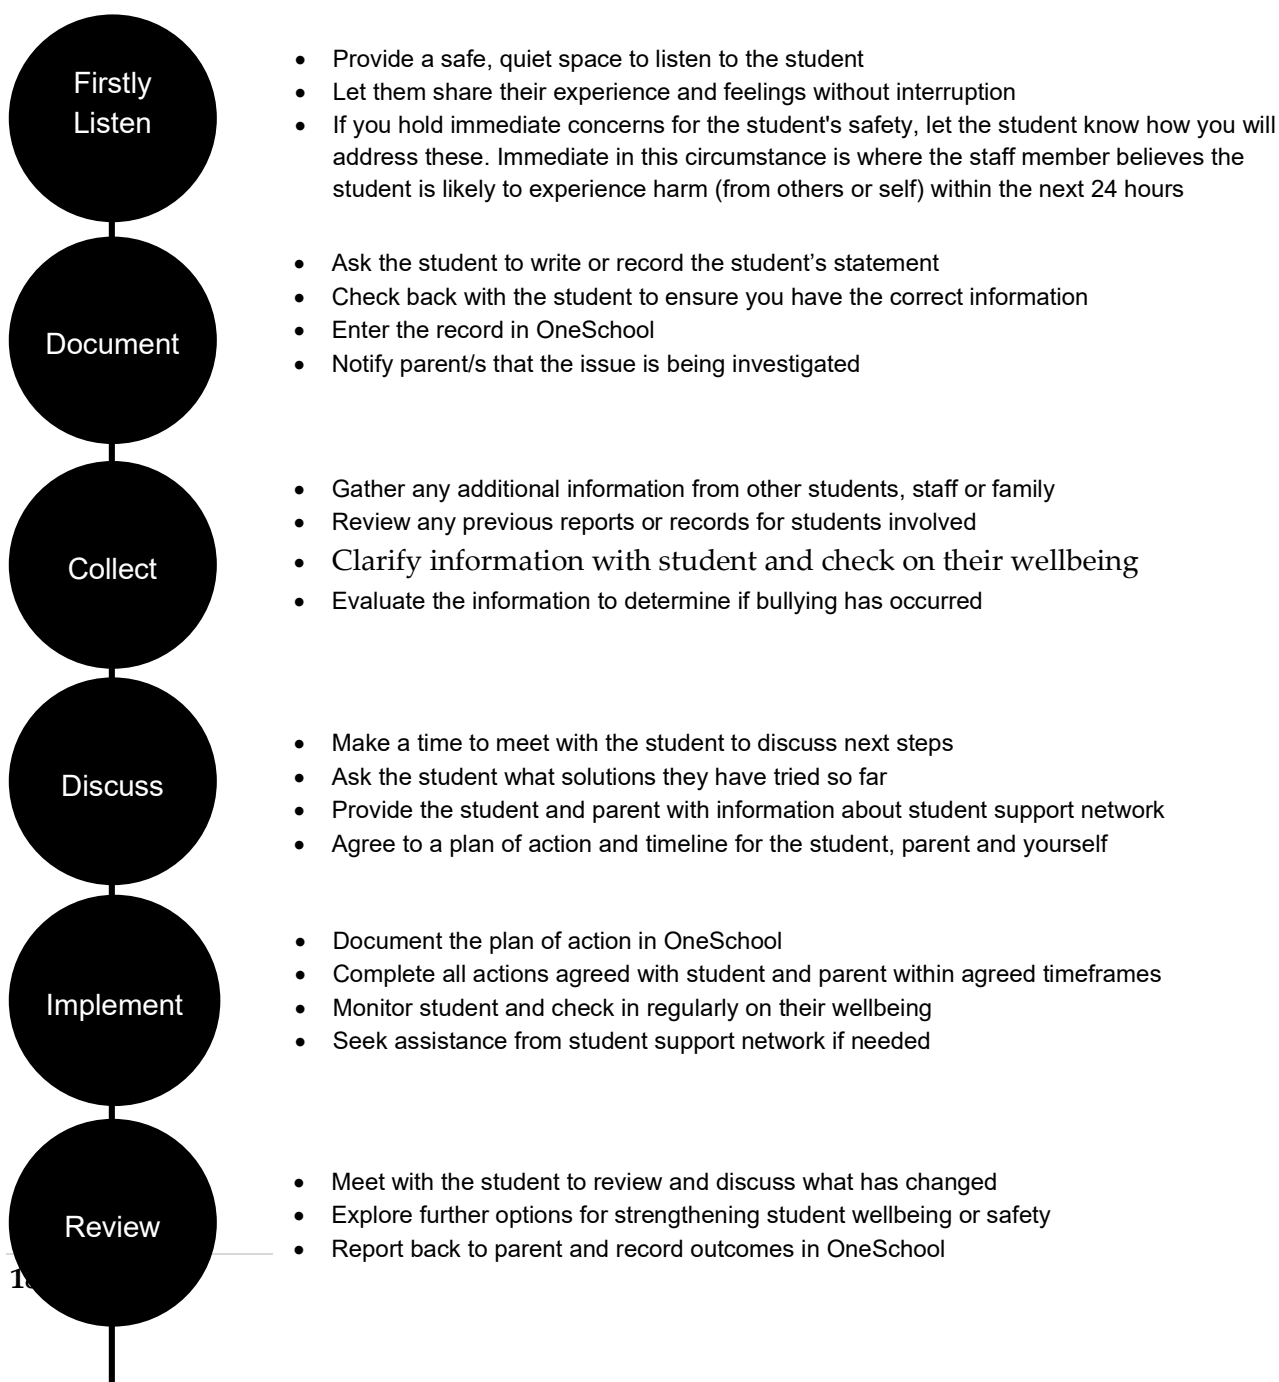 Firstly
Listen
• Provide a safe, quiet space to listen to the student
• Let them share their experience and feelings without interruption
• If you hold immediate concerns for the student's safety, let the student know how you will
address these. Immediate in this circumstance is where the staff member believes the
student is likely to experience harm (from others or self) within the next 24 hours
Document
• Ask the student to write or record the student’s statement
• Check back with the student to ensure you have the correct information
• Enter the record in OneSchool
• Notify parent/s that the issue is being investigated
Collect
• Gather any additional information from other students, staff or family
• Review any previous reports or records for students involved
• Clarify information with student and check on their wellbeing
• Evaluate the information to determine if bullying has occurred
Discuss
• Make a time to meet with the student to discuss next steps
• Ask the student what solutions they have tried so far
• Provide the student and parent with information about student support network
• Agree to a plan of action and timeline for the student, parent and yourself
Implement
• Document the plan of action in OneSchool
• Complete all actions agreed with student and parent within agreed timeframes
• Monitor student and check in regularly on their wellbeing
• Seek assistance from student support network if needed
Review
• Meet with the student to review and discuss what has changed
• Explore further options for strengthening student wellbeing or safety
• Report back to parent and record outcomes in OneSchool